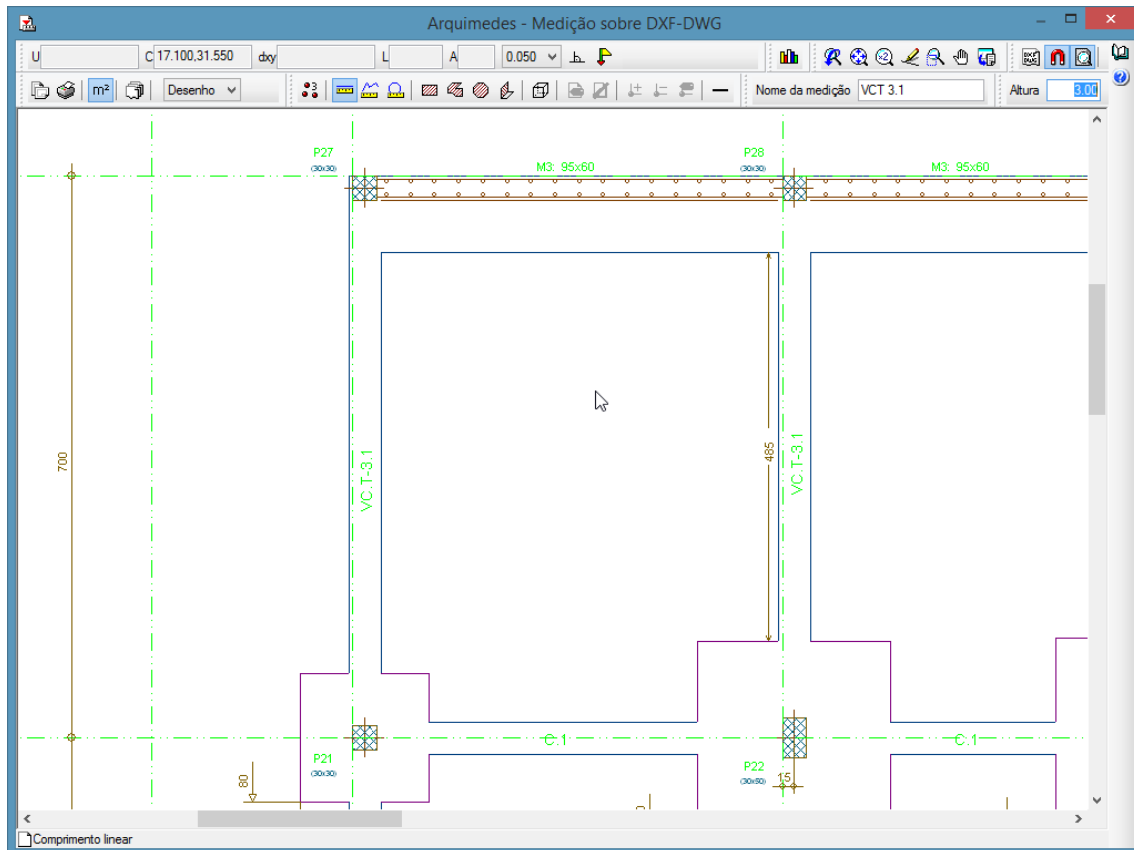 Arquimedes - Medição sobre DXF-DWG
U C 17.100,31.550 dxy L A 0.050
m² Desenho Nome da medição VCT 3.1 Altura 3.00
P27
(30x30)
M3: 95x60
P28
(30x30)
M3: 95x60
700
VC.T-3.1
485
VC.T-3.1
C.1
C.1
P21
(30x30)
80
P22
(30x50)
15
Comprimento linear